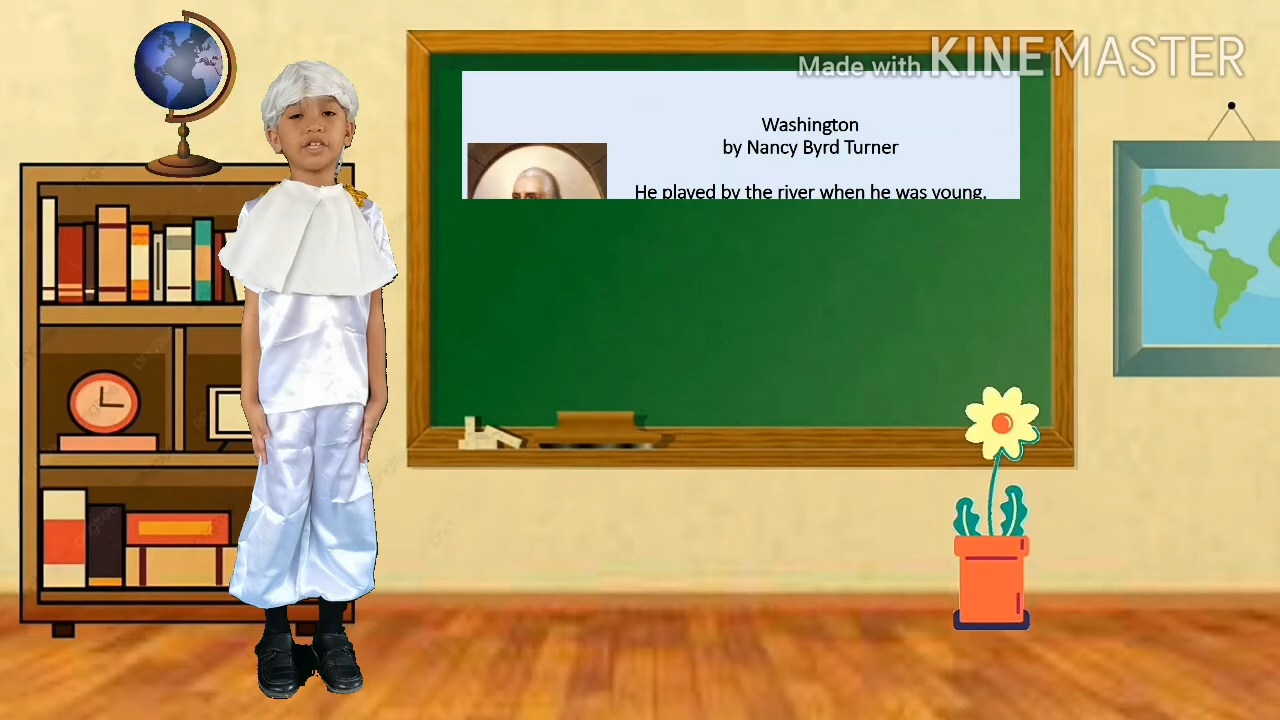 Made with KINEMASTER
Washington
by Nancy Byrd Turner
He played by the river when he was young,